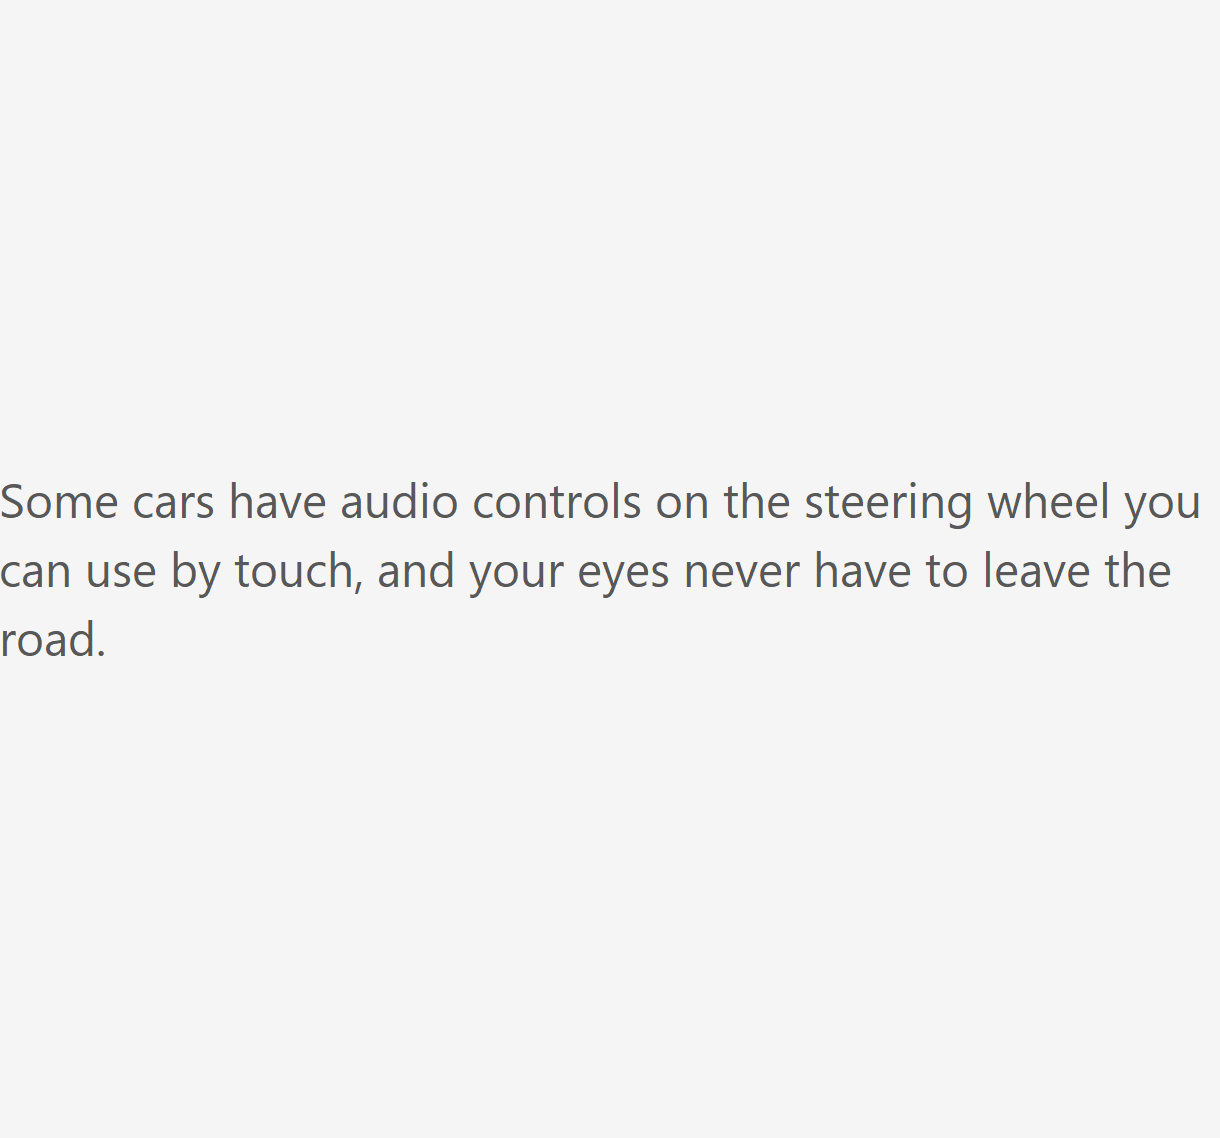 Some cars have audio controls on the steering wheel you
can use by touch, and your eyes never have to leave the
road.